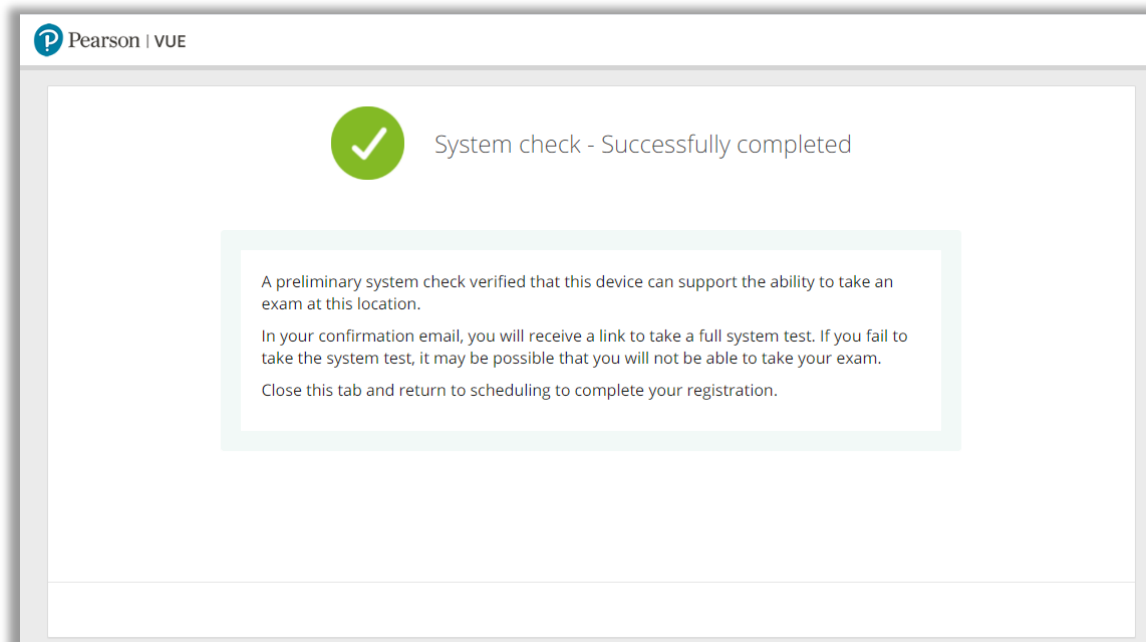 Pearson | VUE
System check - Successfully completed
A preliminary system check verified that this device can support the ability to take an
exam at this location.
In your confirmation email, you will receive a link to take a full system test. If you fail to
take the system test, it may be possible that you will not be able to take your exam.
Close this tab and return to scheduling to complete your registration.